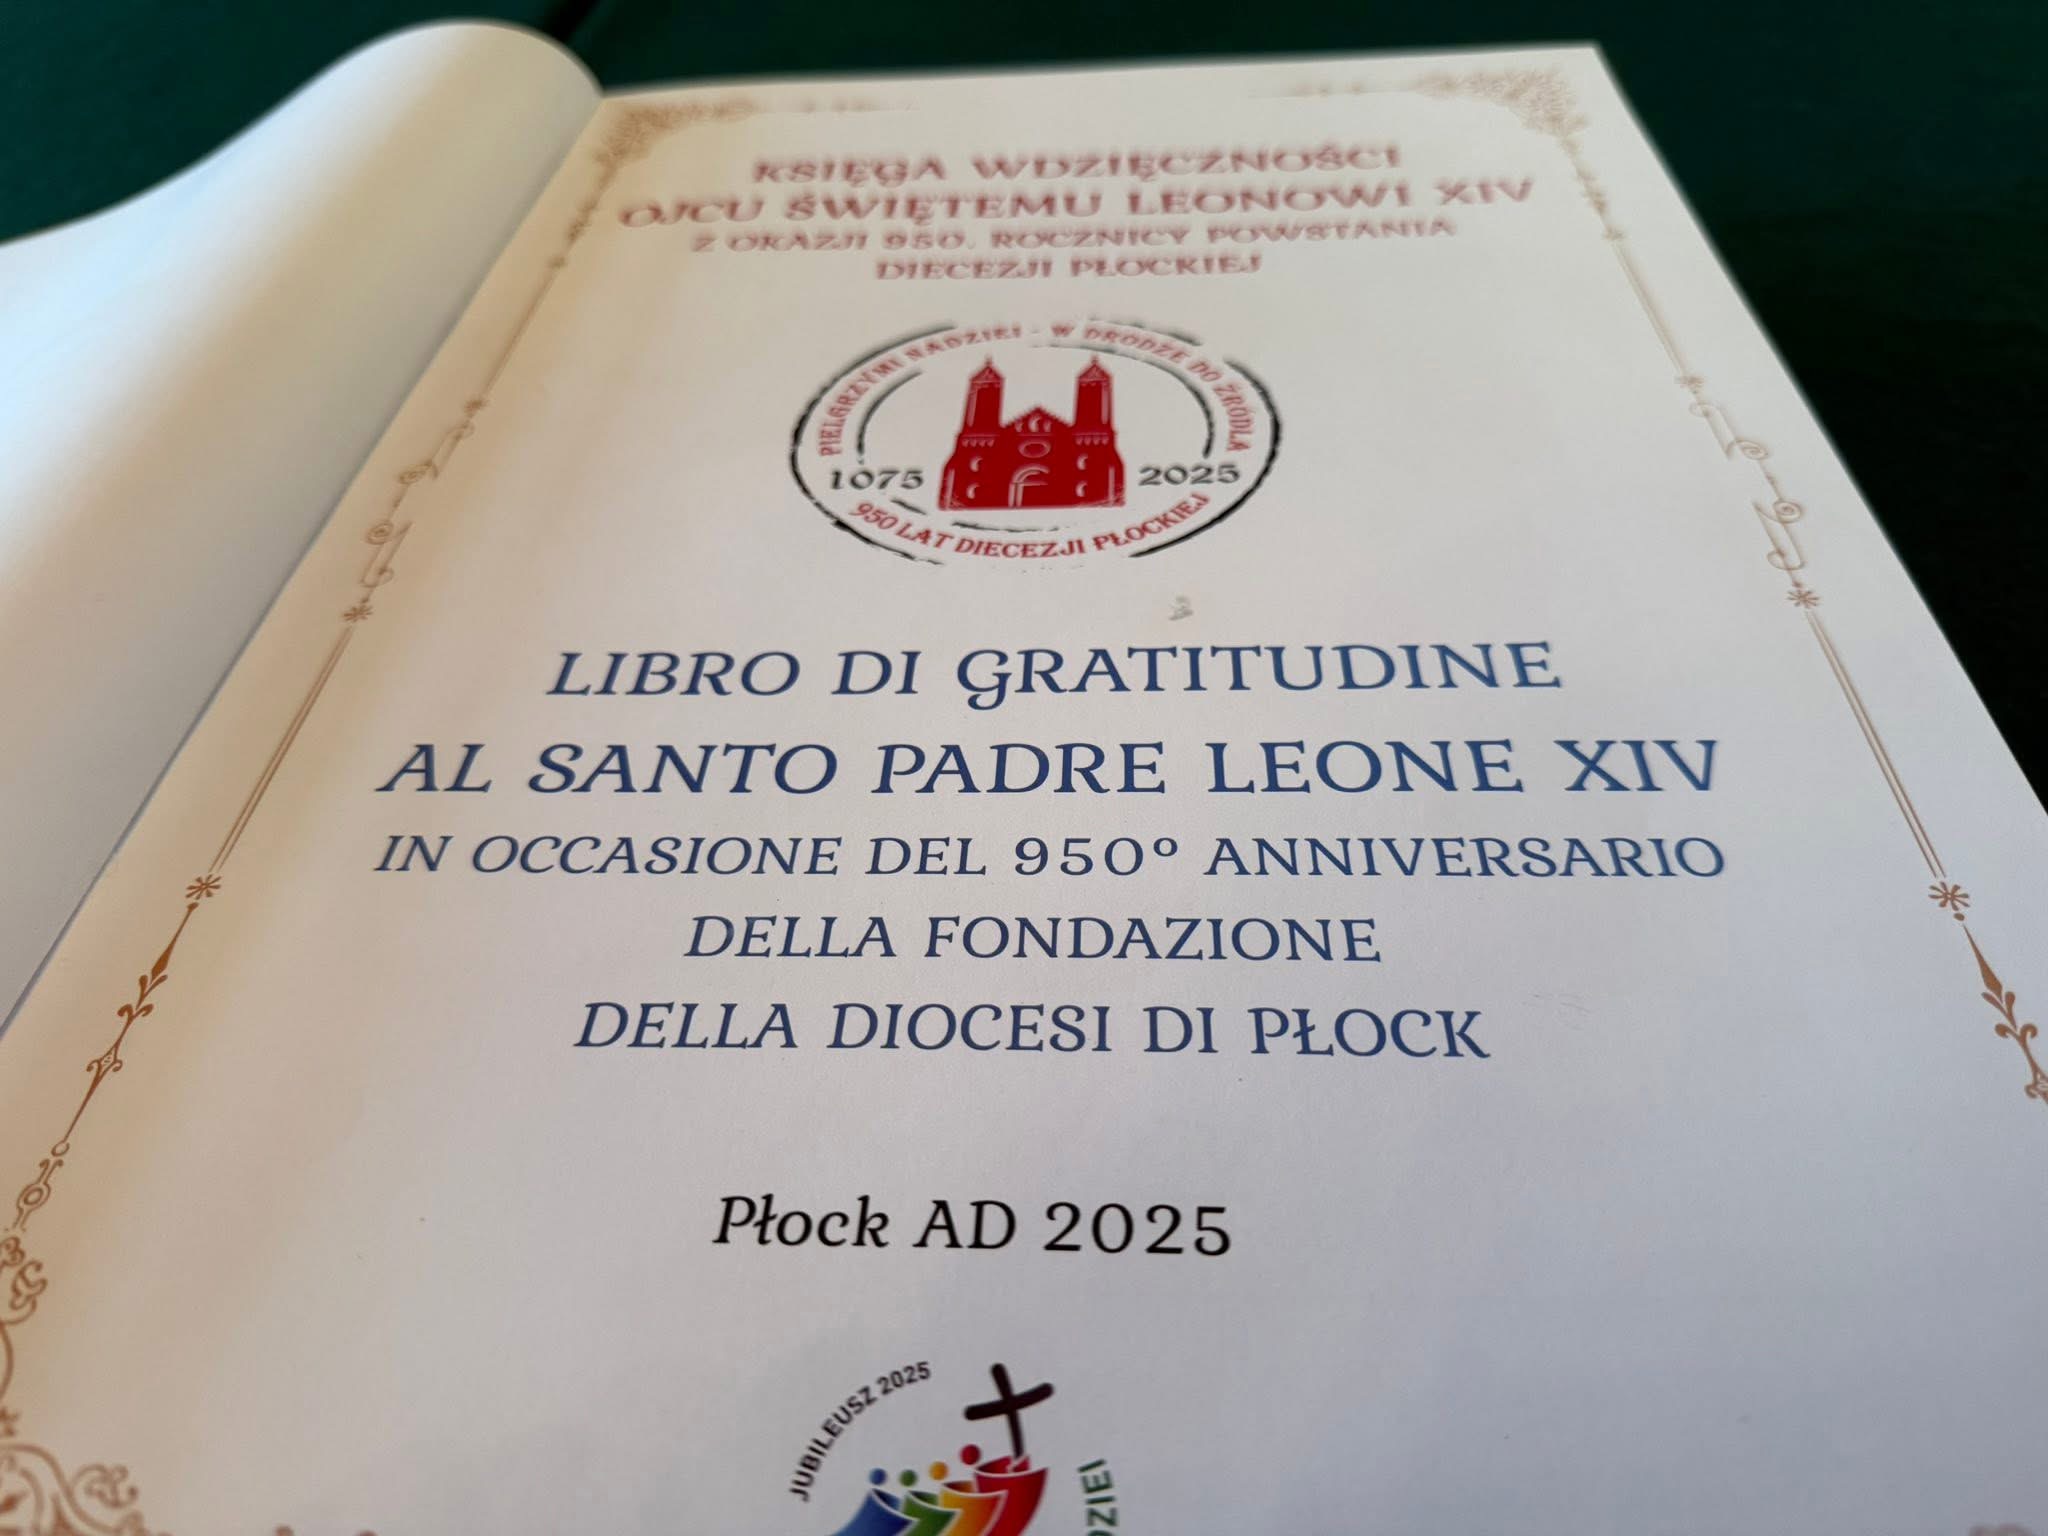 KSIĘGA WDZIĘCZNOŚCI
OJCU ŚWIĘTEMU LEONOWI XIV
Z OKAZJI 950. ROCZNICY POWSTANIA
DIECEZJI PŁOCKIEJ
PIELGRZYMI NADZIEI - W DRODZE DO ŹRÓDŁA
1075 2025
950 LAT DIECEZJI PŁOCKIEJ
LIBRO DI GRATITUDINE
AL SANTO PADRE LEONE XIV
IN OCCASIONE DEL 950° ANNIVERSARIO
DELLA FONDAZIONE
DELLA DIOCESI DI PŁOCK
Płock AD 2025
JUBILEUSZ 2025